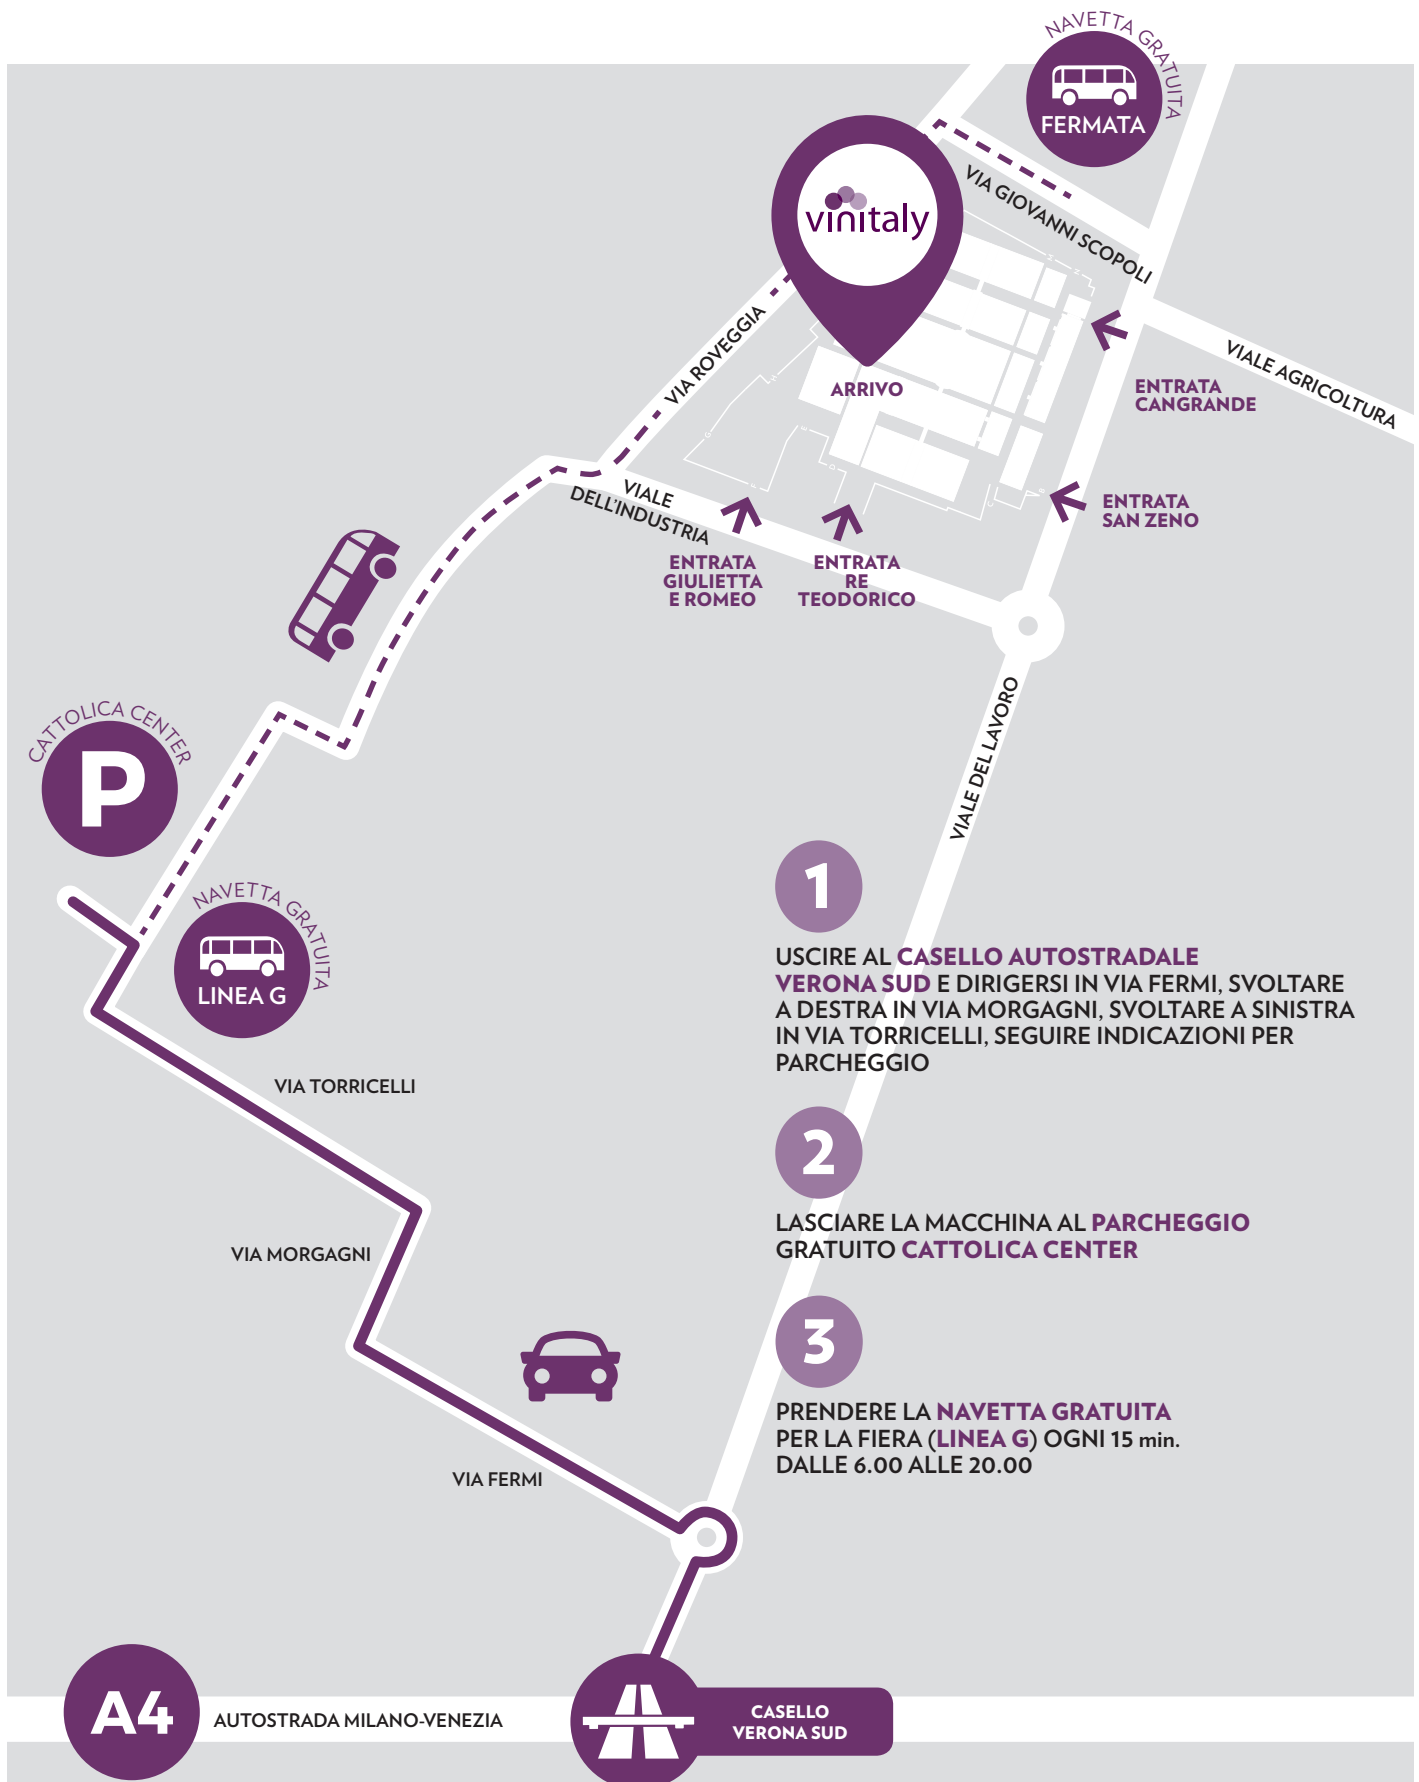 NAVETTA GRATUITA
FERMATA
vinitaly
VIA GIOVANNI SCOPOLI
VIA ROVEGGIA
VIALE AGRICOLTURA
ARRIVO
ENTRATA
CANGRANDE
VIALE
DELL'INDUSTRIA
ENTRATA
SAN ZENO
ENTRATA
GIULIETTA
E ROMEO
ENTRATA
RE
TEODORICO
CATTOLICA CENTER
P
VIALE DEL LAVORO
NAVETTA GRATUITA
LINEA G
1
USCIRE AL CASELLO AUTOSTRADALE
VERONA SUD E DIRIGERSI IN VIA FERMI, SVOLTARE
A DESTRA IN VIA MORGAGNI, SVOLTARE A SINISTRA
IN VIA TORRICELLI, SEGUIRE INDICAZIONI PER
PARCHEGGIO
VIA TORRICELLI
2
LASCIARE LA MACCHINA AL PARCHEGGIO
GRATUITO CATTOLICA CENTER
VIA MORGAGNI
3
PRENDERE LA NAVETTA GRATUITA
PER LA FIERA (LINEA G) OGNI 15 min.
DALLE 6.00 ALLE 20.00
VIA FERMI
A4
AUTOSTRADA MILANO-VENEZIA
CASELLO
VERONA SUD